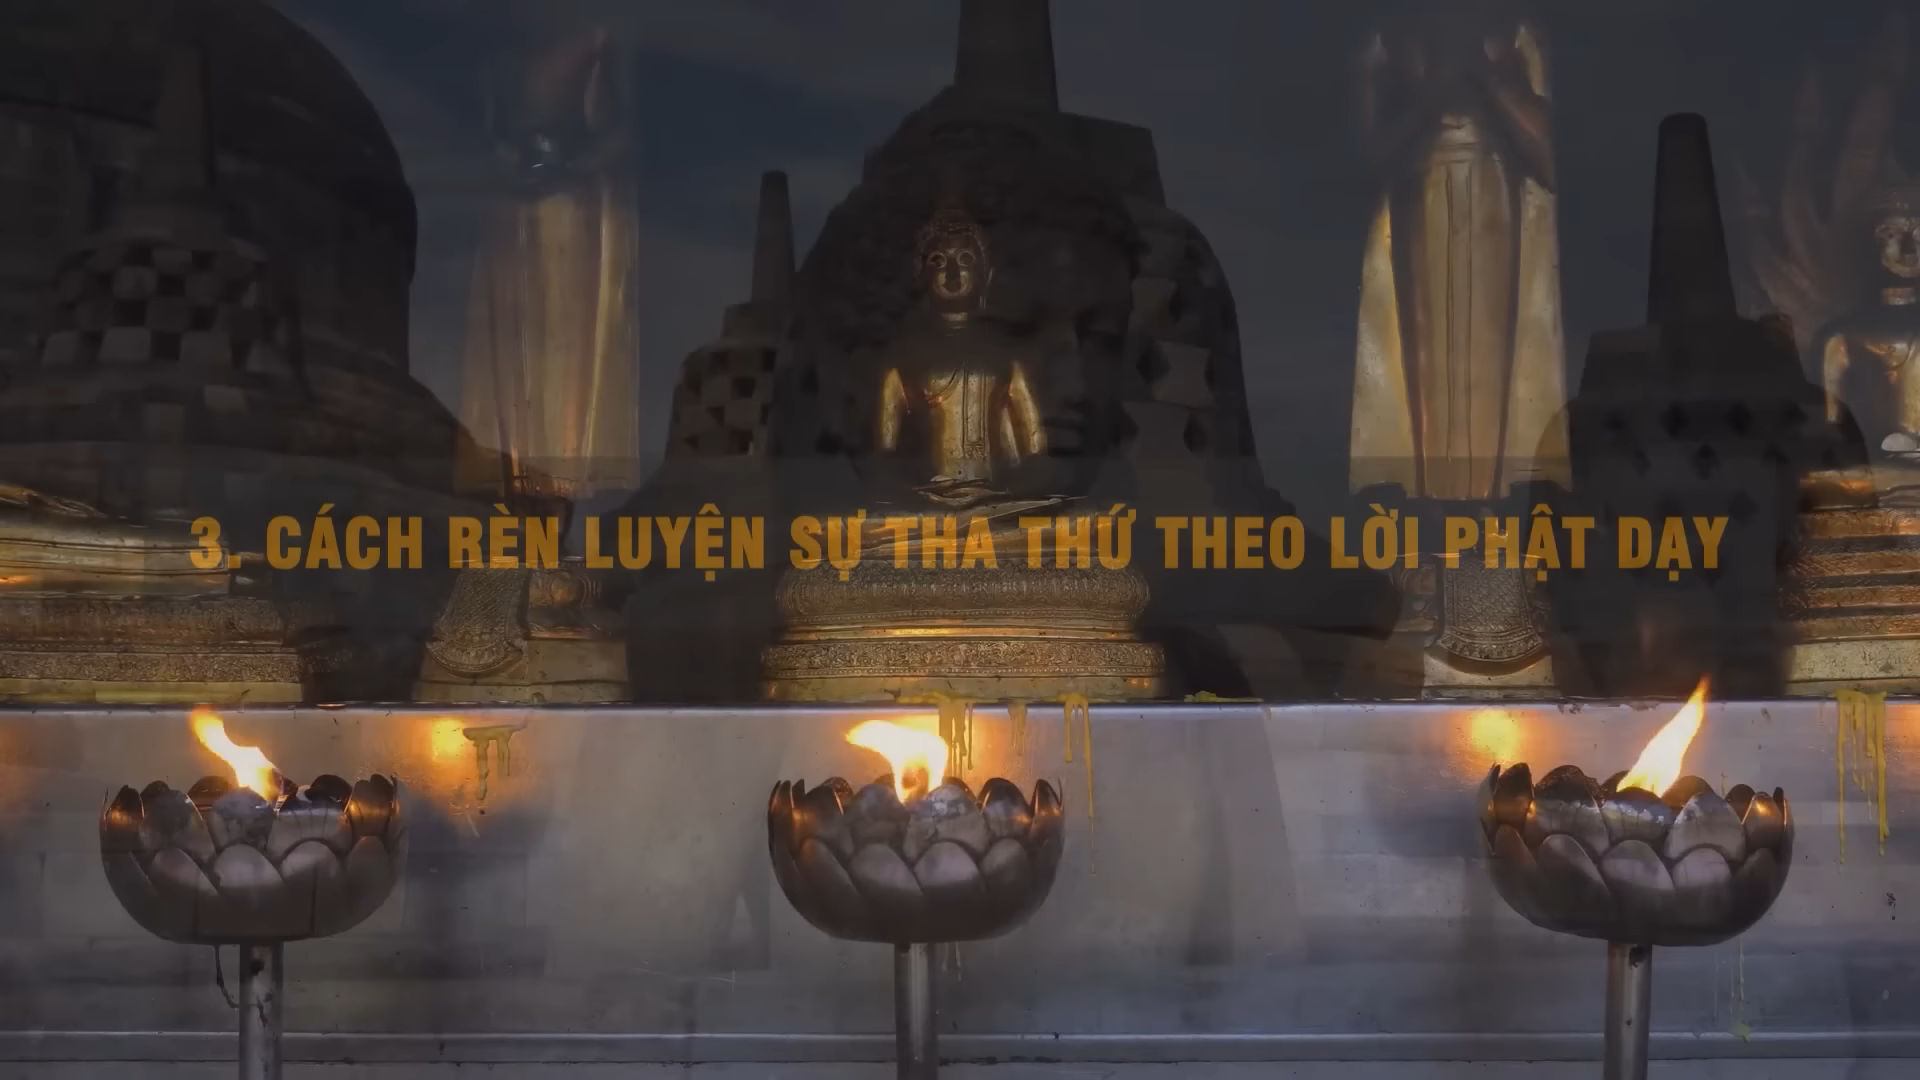 3. CÁCH RÈN LUYỆN SỰ THA THỨ THEO LỜI PHẬT DẠY